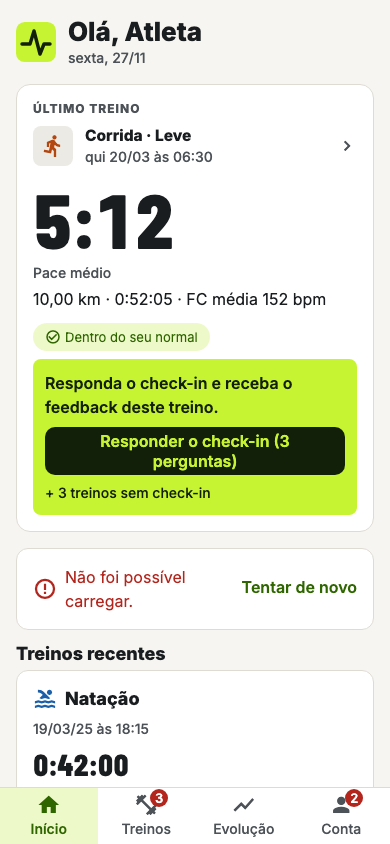 Olá, Atleta
sexta, 27/11
ÚLTIMO TREINO
Corrida · Leve
qui 20/03 às 06:30
5:12
Pace médio
10,00 km · 0:52:05 · FC média 152 bpm
Dentro do seu normal
Responda o check-in e receba o
feedback deste treino.
Responder o check-in (3
perguntas)
+ 3 treinos sem check-in
Não foi possível
carregar.
Tentar de novo
Treinos recentes
Natação
19/03/25 às 18:15
0:42:00
3
2
Início
Treinos
Evolução
Conta